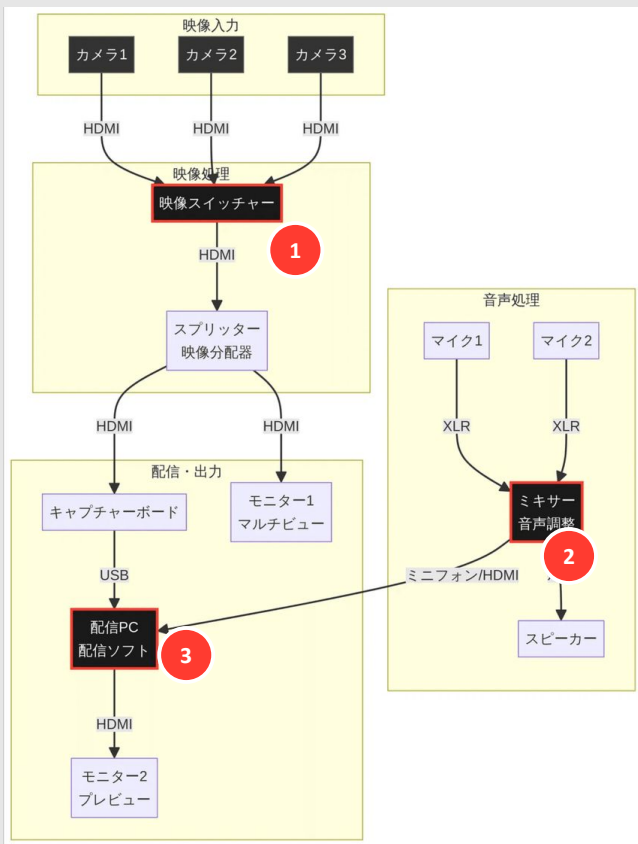 映像入力
カメラ1
カメラ2
カメラ3
HDMI
HDMI
HDMI
映像処理
映像スイッチャー
1
HDMI
スプリッター
映像分配器
音声処理
マイク1
マイク2
XLR
XLR
ミキサー
音声調整
2
ミニフォン/HDMI
スピーカー
HDMI
HDMI
配信・出力
キャプチャーボード
モニター1
マルチビュー
USB
配信PC
配信ソフト
3
HDMI
モニター2
プレビュー